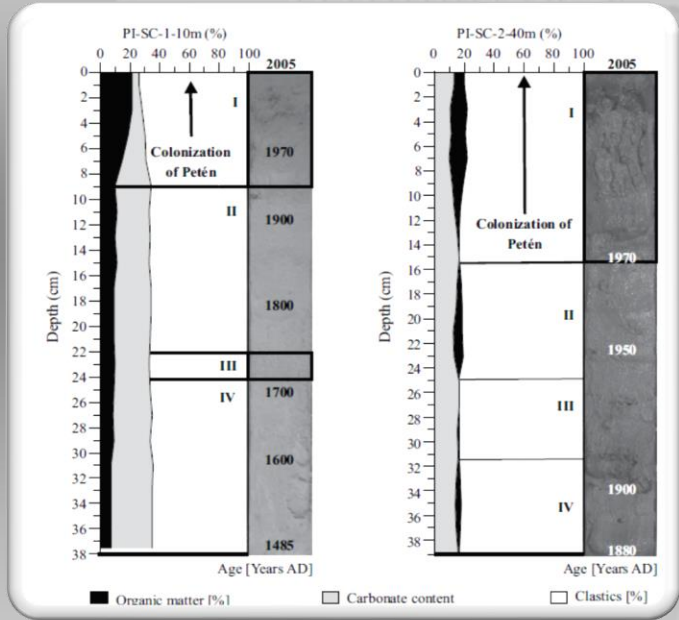 PI-SC-1-10m (%)
0 20 40 60 80 100
2005
0
2
4
6
8
10
12
14
16
18
20
22
24
26
28
30
32
34
36
38
Depth (cm)
I
Colonization
of Petén
II
III
IV
1970
1900
1800
1700
1600
1485
Age [Years AD]
PI-SC-2-40m (%)
0 20 40 60 80 100
2005
0
2
4
6
8
10
12
14
16
18
20
22
24
26
28
30
32
34
36
38
Depth (cm)
I
Colonization of
Petén
II
III
IV
1970
1950
1900
1880
Age [Years AD]
Organic matter [%] Carbonate content Clastics [%]